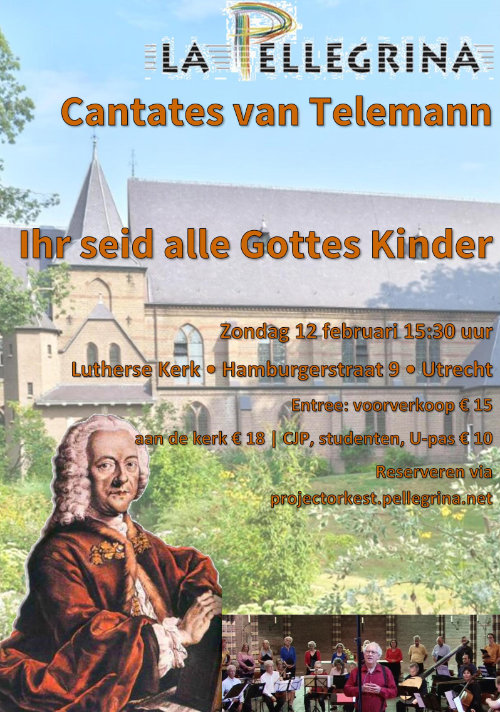 LA PELLEGRINA
Cantates van Telemann
Ihr seid alle Gottes Kinder
Zondag 12 februari 15:30 uur
Lutherse Kerk • Hamburgerstraat 9 • Utrecht
Entree: voorverkoop € 15
aan de kerk € 18 | CJP, studenten, U-pas € 10
Reserveren via
projectorkest.pellegrina.net